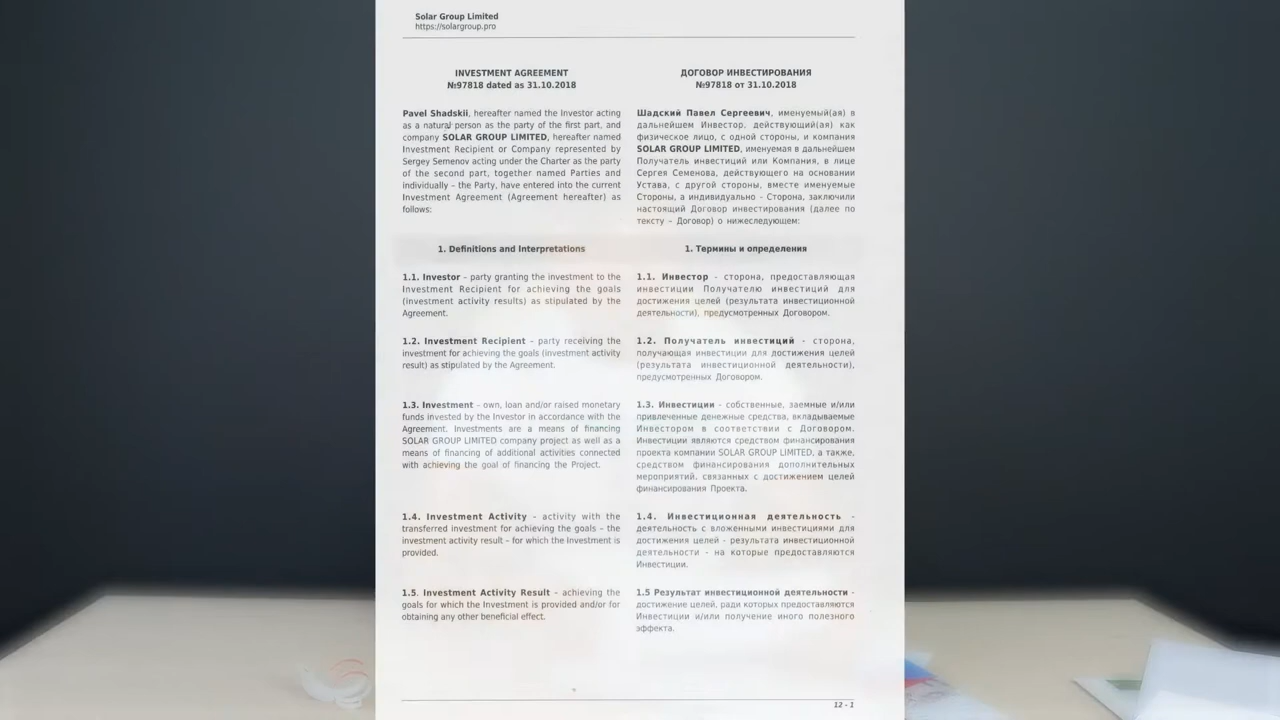 Solar Group Limited
https://solargroup.pro
INVESTMENT AGREEMENT
№97818 dated as 31.10.2018
Pavel Shadskii, hereafter named the Investor acting
as a natural person as the party of the first part, and
company SOLAR GROUP LIMITED, hereafter named
Investment Recipient or Company represented by
Sergey Semenov acting under the Charter as the party
of the second part, together named Parties and
individually – the Party, have entered into the current
Investment Agreement (Agreement hereafter) as
follows:
1. Definitions and Interpretations
1.1. Investor – party granting the investment to the
Investment Recipient for achieving the goals
(investment activity results) as stipulated by the
Agreement.
1.2. Investment Recipient – party receiving the
investment for achieving the goals (investment activity
result) as stipulated by the Agreement.
1.3. Investment - own, loan and/or raised monetary
funds invested by the Investor in accordance with the
Agreement. Investments are a means of financing
SOLAR GROUP LIMITED company project as well as a
means of financing of additional activities connected
with achieving the goal of financing the Project.
1.4. Investment Activity - activity with the
transferred investment for achieving the goals – the
investment activity result – for which the Investment is
provided.
1.5. Investment Activity Result - achieving the
goals for which the Investment is provided and/or for
obtaining any other beneficial effect.
ДОГОВОР ИНВЕСТИРОВАНИЯ
№97818 от 31.10.2018
Шадский Павел Сергеевич, именуемый(ая) в
дальнейшем Инвестор, действующий(ая) как
физическое лицо, с одной стороны, и компания
SOLAR GROUP LIMITED, именуемая в дальнейшем
Получатель инвестиций или Компания, в лице
Сергея Семенова, действующего на основании
Устава, с другой стороны, вместе именуемые
Стороны, а индивидуально - Сторона, заключили
настоящий Договор инвестирования (далее по
тексту – Договор) о нижеследующем:
1. Термины и определения
1.1. Инвестор - сторона, предоставляющая
инвестиции Получателю инвестиций для
достижения целей (результата инвестиционной
деятельности), предусмотренных Договором.
1.2. Получатель инвестиций - сторона,
получающая инвестиции для достижения целей
(результата инвестиционной деятельности),
предусмотренных Договором.
1.3. Инвестиции - собственные, заемные и/или
привлеченные денежные средства, вкладываемые
Инвестором в соответствии с Договором.
Инвестиции являются средством финансирования
проекта компании SOLAR GROUP LIMITED, а также,
средством финансирования дополнительных
мероприятий, связанных с достижением целей
финансирования Проекта.
1.4. Инвестиционная деятельность -
деятельность с вложенными инвестициями для
достижения целей - результата инвестиционной
деятельности - на которые предоставляются
Инвестиции.
1.5 Результат инвестиционной деятельности -
достижение целей, ради которых предоставляются
Инвестиции и/или получение иного полезного
эффекта.
12 - 1